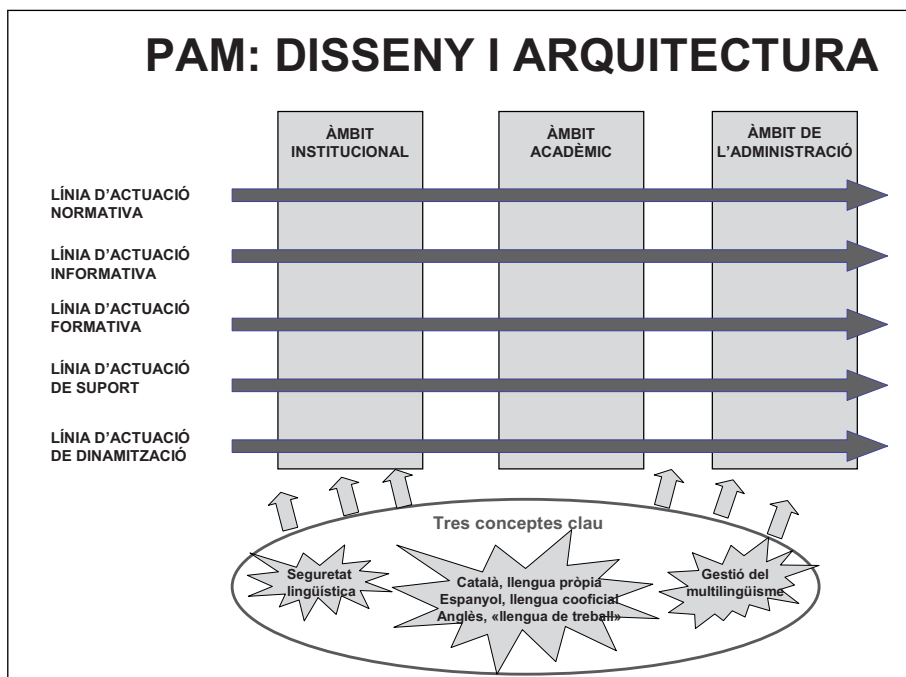 PAM: DISSENY I ARQUITECTURA
ÀMBIT
INSTITUCIONAL
ÀMBIT
ACADÈMIC
ÀMBIT DE
L’ADMINISTRACIÓ
LÍNIA D’ACTUACIÓ
NORMATIVA
LÍNIA D’ACTUACIÓ
INFORMATIVA
LÍNIA D’ACTUACIÓ
FORMATIVA
LÍNIA D’ACTUACIÓ
DE SUPORT
LÍNIA D’ACTUACIÓ
DE DINAMITZACIÓ
Tres conceptes clau
Seguretat
lingüística
Català, llengua pròpia
Espanyol, llengua cooficial
Anglès, «llengua de treball»
Gestió del
multilingüisme